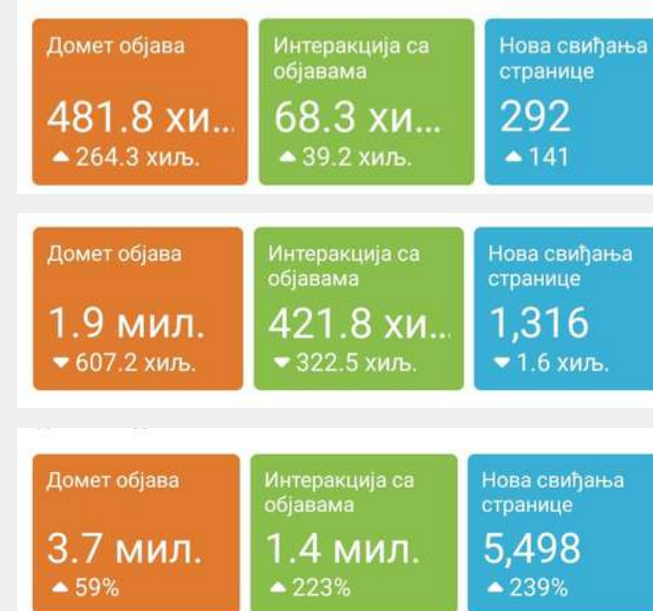 Домет објава
Интеракција са
објавама
Нова свиђања
странице
481.8 хи...
68.3 хи...
292
▲ 264.3 хиљ.
▲ 39.2 хиљ.
▲ 141
Домет објава
Интеракција са
објавама
Нова свиђања
странице
1.9 мил.
421.8 хи...
1,316
▼ 607.2 хиљ.
▼ 322.5 хиљ.
▼ 1.6 хиљ.
Домет објава
Интеракција са
објавама
Нова свиђања
странице
3.7 мил.
1.4 мил.
5,498
▲ 59%
▲ 223%
▲ 239%